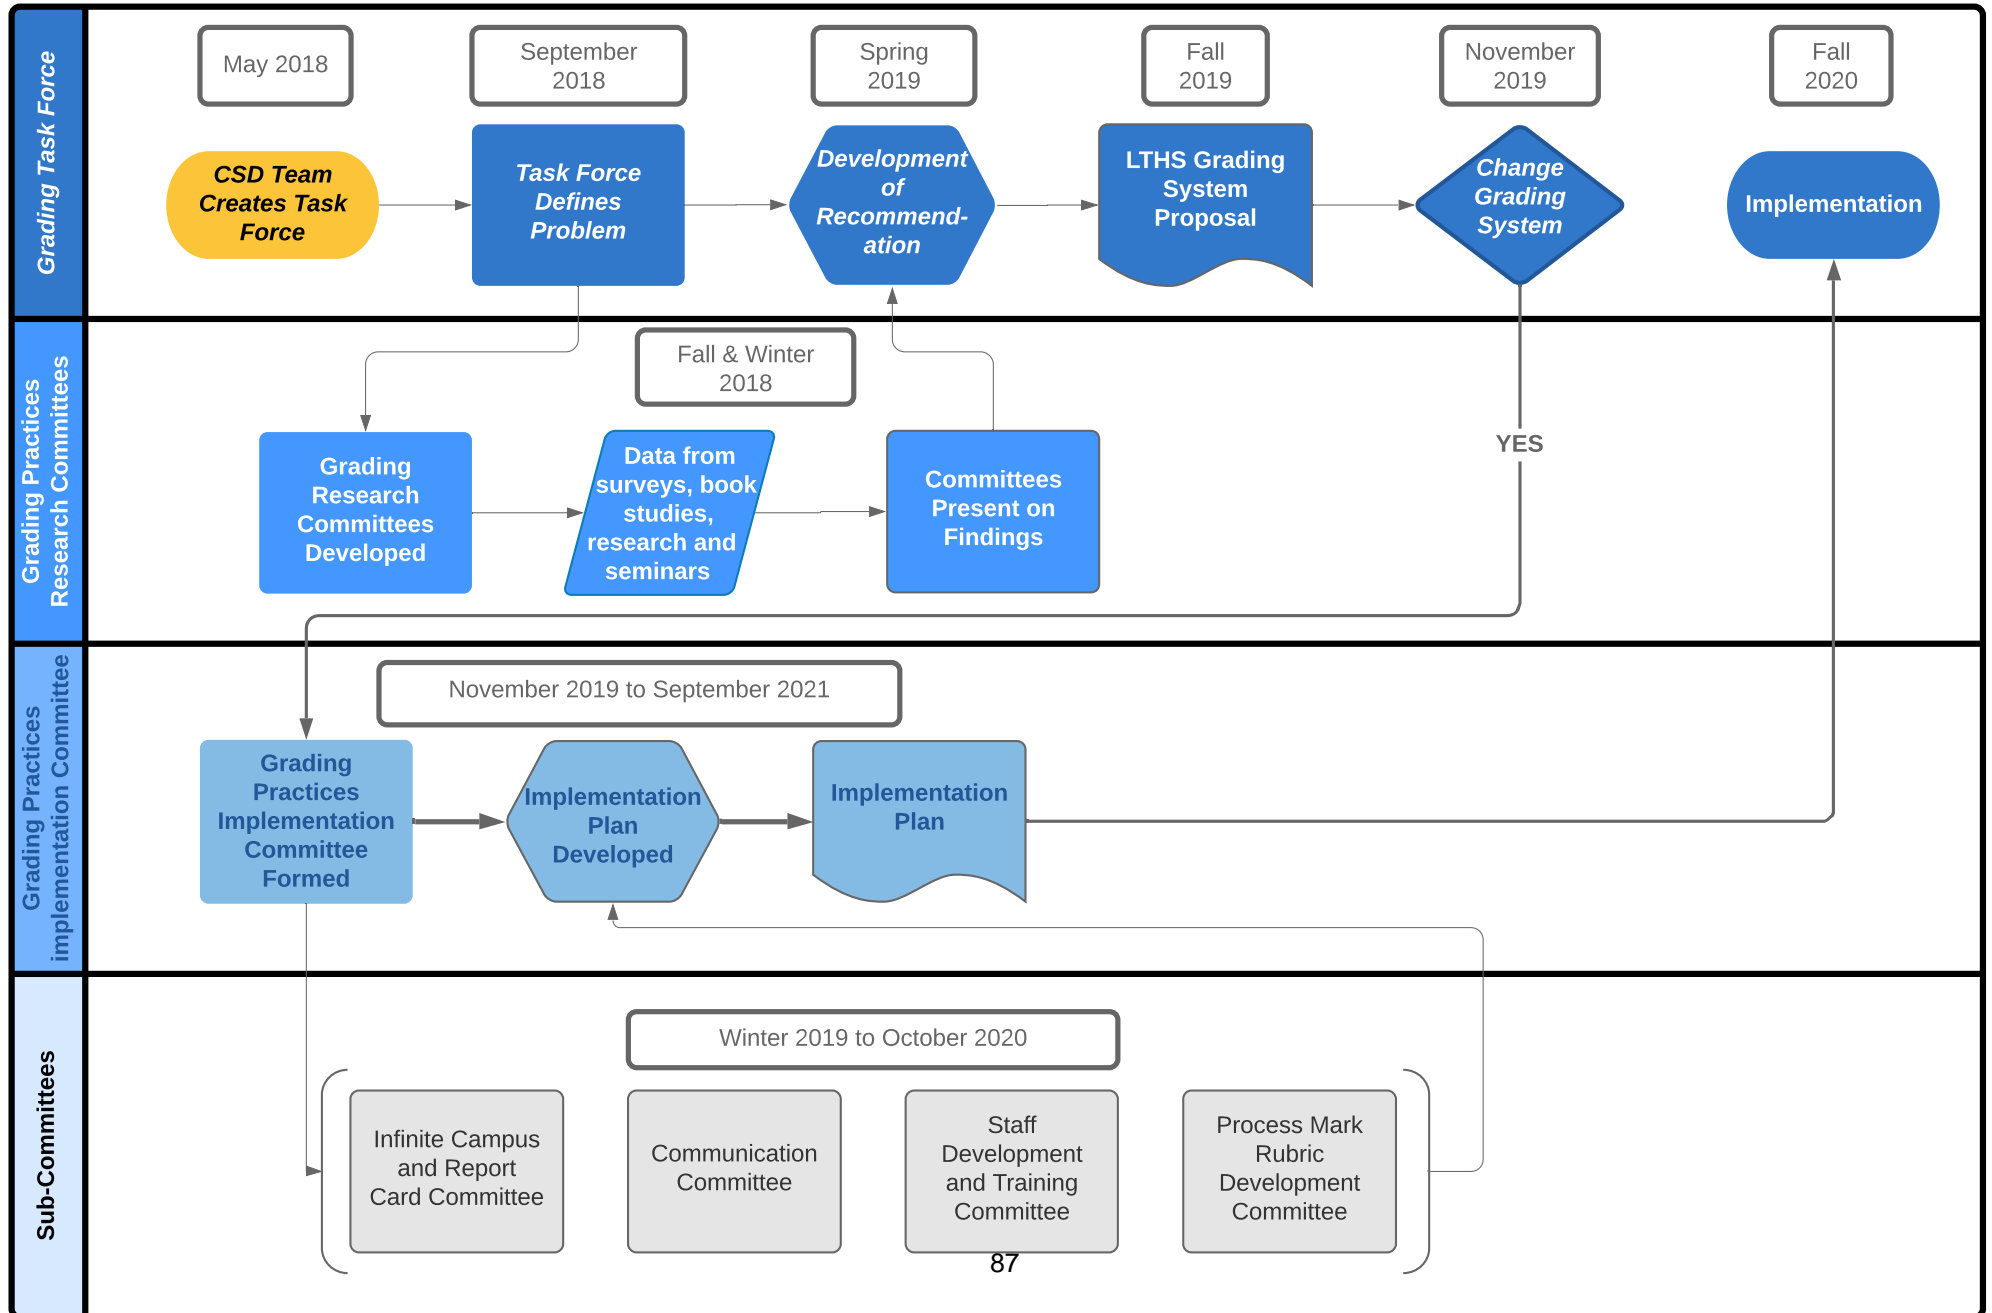 Grading Task Force
May 2018
September
2018
Spring
2019
Fall
2019
November
2019
Fall
2020
CSD Team
Creates Task
Force
Task Force
Defines
Problem
Development
of
Recommend-
ation
LTHS Grading
System
Proposal
Change
Grading
System
Implementation
Grading Practices
Research Committees
Fall & Winter
2018
Grading
Research
Committees
Developed
Data from
surveys, book
studies,
research and
seminars
Committees
Present on
Findings
YES
Grading Practices
implementation Committee
November 2019 to September 2021
Grading
Practices
Implementation
Committee
Formed
Implementation
Plan
Developed
Implementation
Plan
Sub-Committees
Winter 2019 to October 2020
Infinite Campus
and Report
Card Committee
Communication
Committee
Staff
Development
and Training
Committee
Process Mark
Rubric
Development
Committee
87